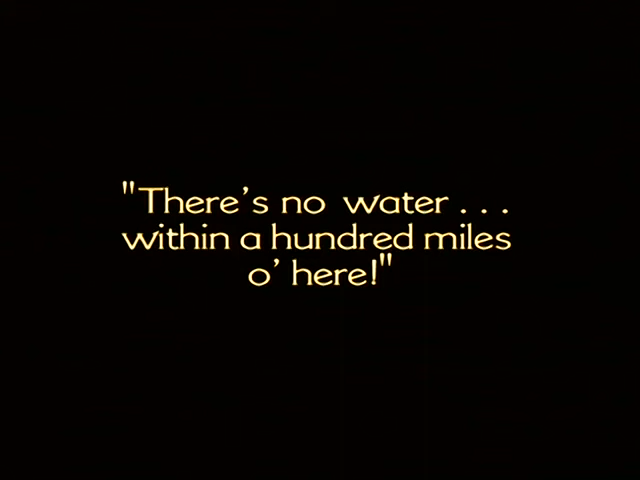 "There's no water . . .
within a hundred miles
o' here!"